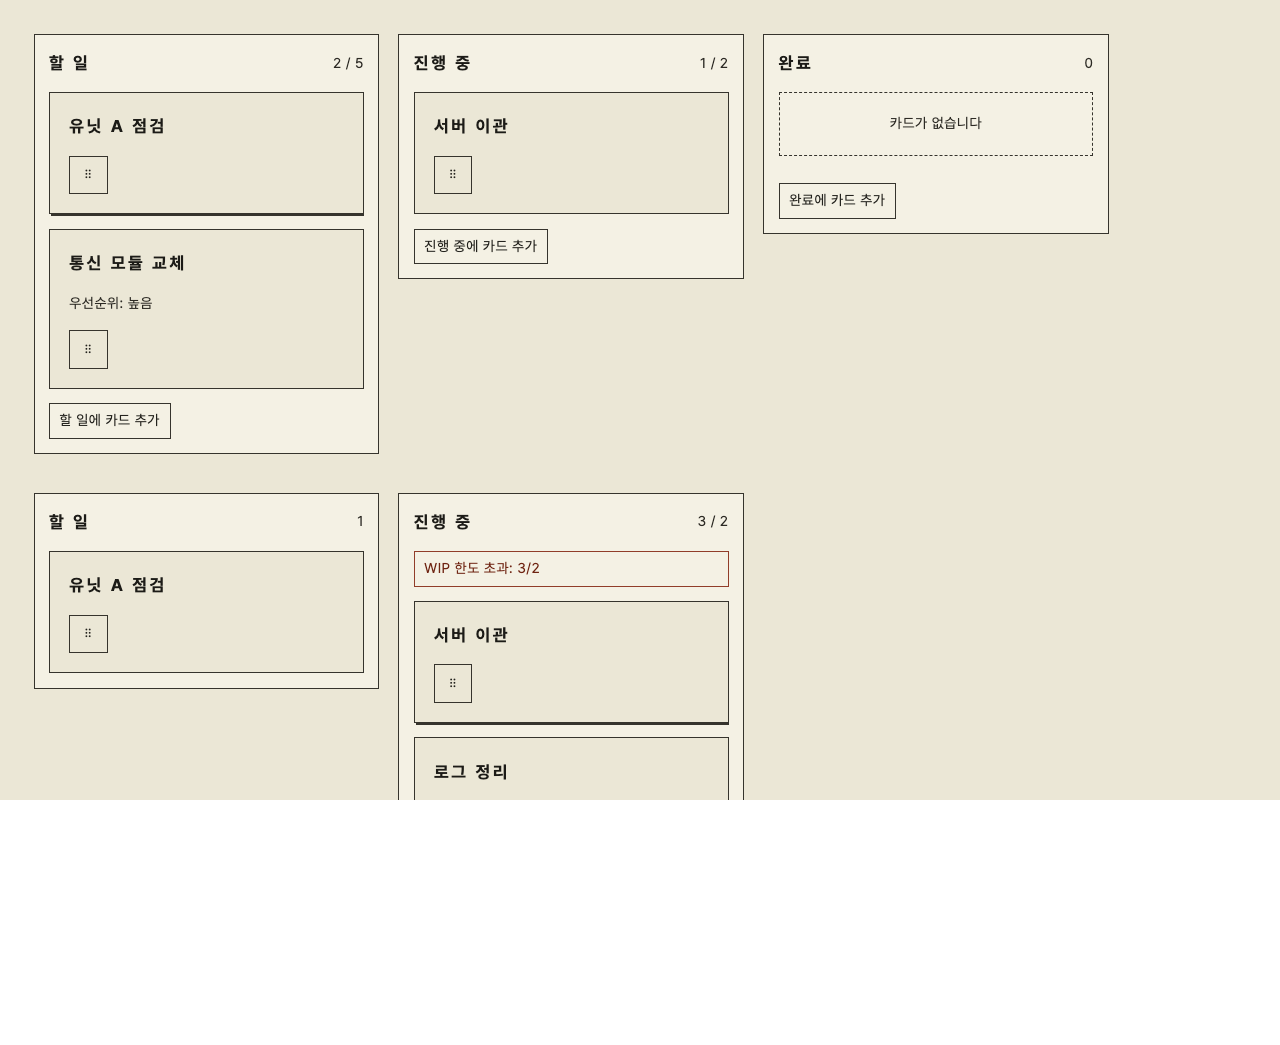 할 일
2 / 5
유닛 A 점검
통신 모듈 교체
우선순위: 높음
할 일에 카드 추가
진행 중
1 / 2
서버 이관
진행 중에 카드 추가
완료
0
카드가 없습니다
완료에 카드 추가
할 일
1
유닛 A 점검
진행 중
3 / 2
WIP 한도 초과: 3/2
서버 이관
로그 정리